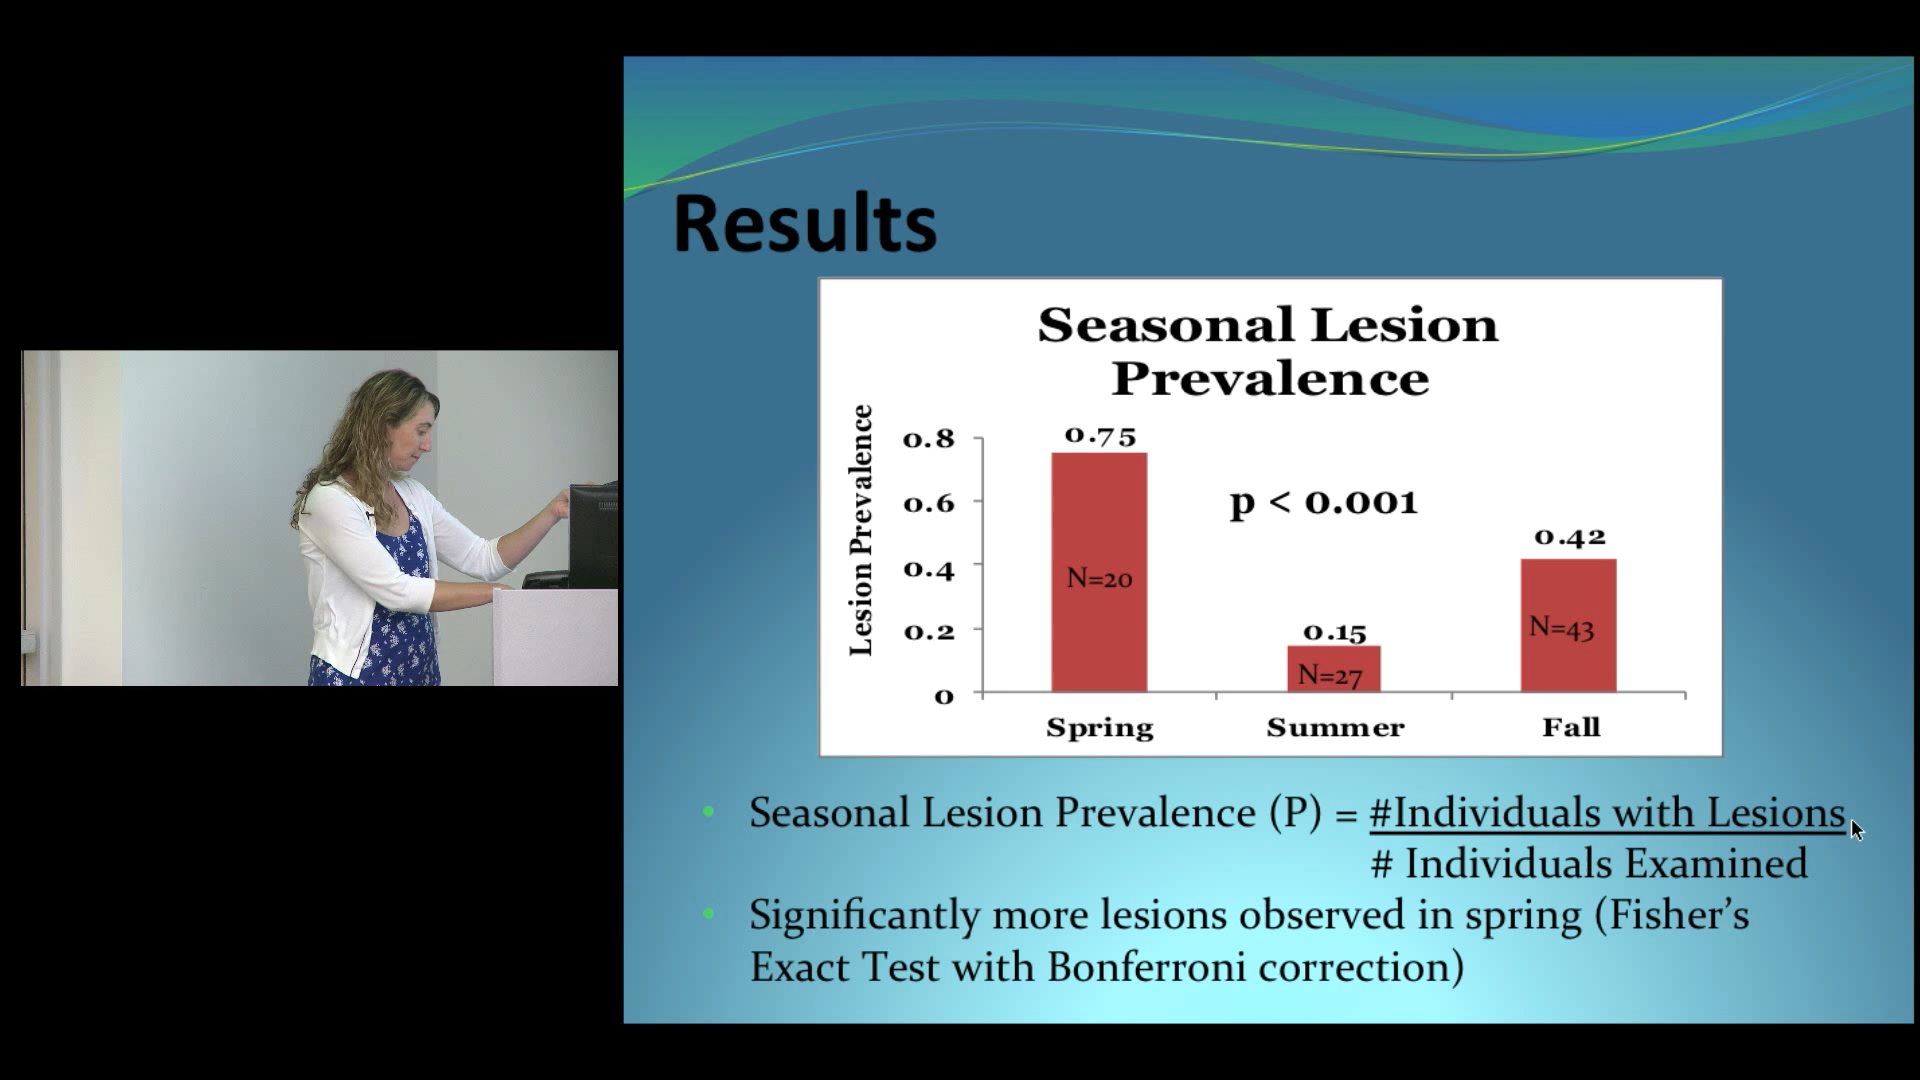 Results
Seasonal Lesion
Prevalence
Lesion Prevalence
0.8
0.6
0.4
0.2
0
0.75
N=20
p < 0.001
0.15
N=27
0.42
N=43
Spring
Summer
Fall
• Seasonal Lesion Prevalence (P) = #Individuals with Lesions
# Individuals Examined
• Significantly more lesions observed in spring (Fisher’s
Exact Test with Bonferroni correction)